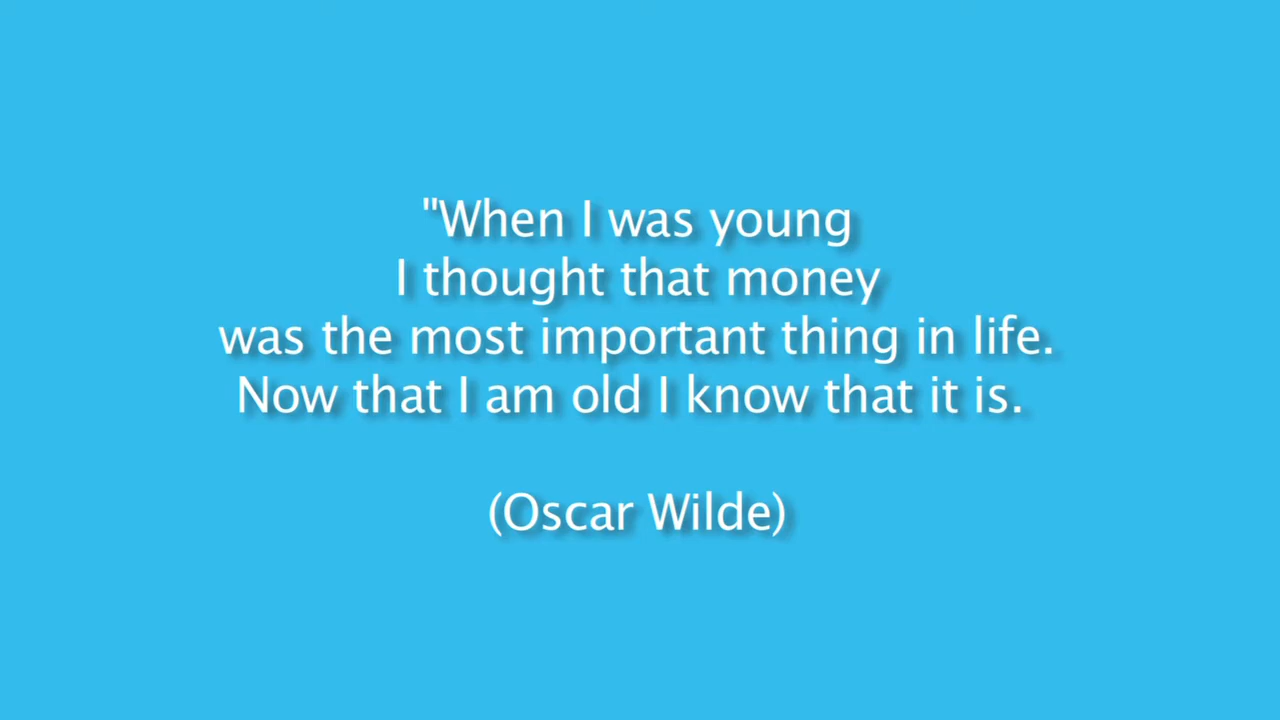 "When I was young
I thought that money
was the most important thing in life.
Now that I am old I know that it is.
(Oscar Wilde)